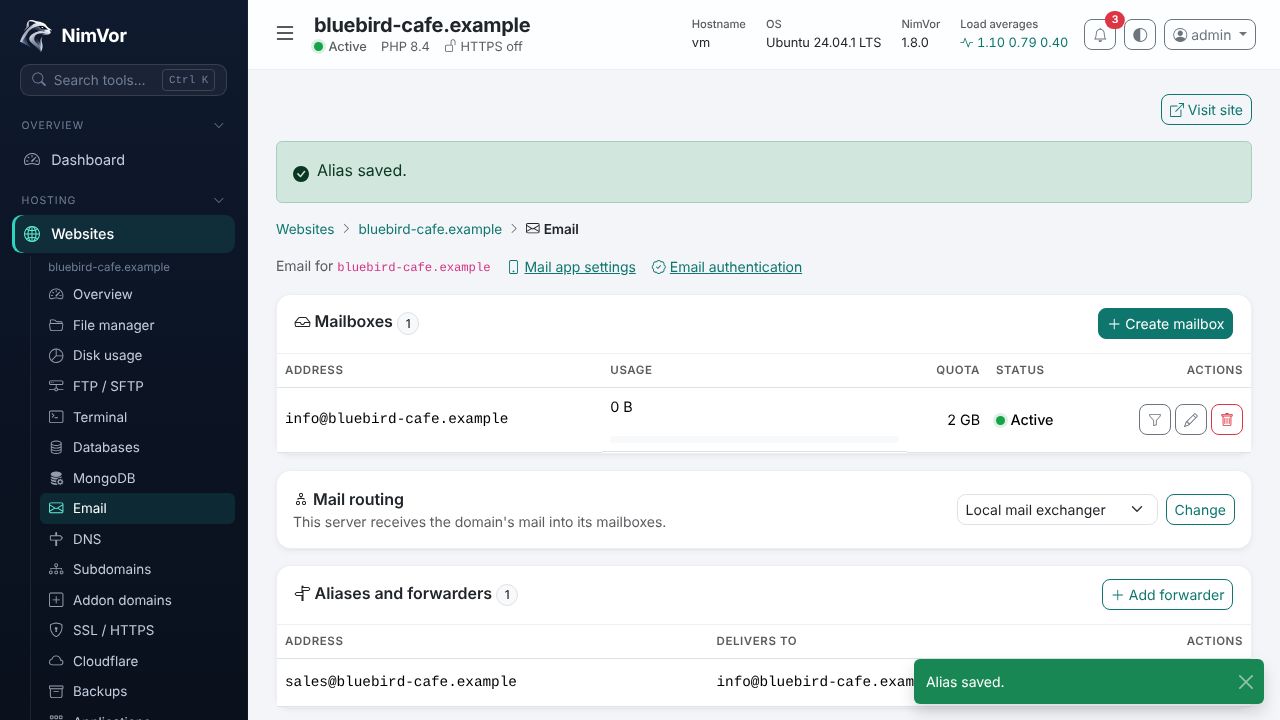 NimVor
Search tools... Ctrl K
OVERVIEW
Dashboard
HOSTING
Websites
bluebird-cafe.example
Overview
File manager
Disk usage
FTP / SFTP
Terminal
Databases
MongoDB
Email
DNS
Subdomains
Addon domains
SSL / HTTPS
Cloudflare
Backups
Applications
bluebird-cafe.example
Active PHP 8.4 HTTPS off
Hostname
vm
OS
Ubuntu 24.04.1 LTS
NimVor
1.8.0
Load averages
1.10 0.79 0.40
3
admin
Visit site
Alias saved.
Websites > bluebird-cafe.example > Email
Email for bluebird-cafe.example Mail app settings Email authentication
Mailboxes 1 Create mailbox
ADDRESS USAGE QUOTA STATUS ACTIONS
info@bluebird-cafe.example 0 B 2 GB Active
Mail routing
This server receives the domain's mail into its mailboxes.
Local mail exchanger Change
Aliases and forwarders 1 Add forwarder
ADDRESS DELIVERS TO ACTIONS
sales@bluebird-cafe.example info@bluebird-cafe.exam
Alias saved.